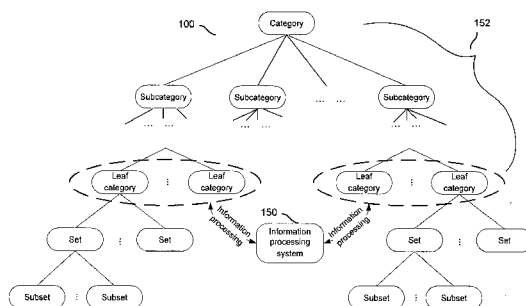 100
Category
152
Subcategory
Subcategory
... ...
Subcategory
... ...
... ...
... ...
Leaf category
⋮
Leaf category
Leaf category
⋮
Leaf category
Information processing
150
Information processing system
Information processing
Set
⋮
Set
Set
⋮
Set
Subset
⋮
Subset
Subset
⋮
Subset